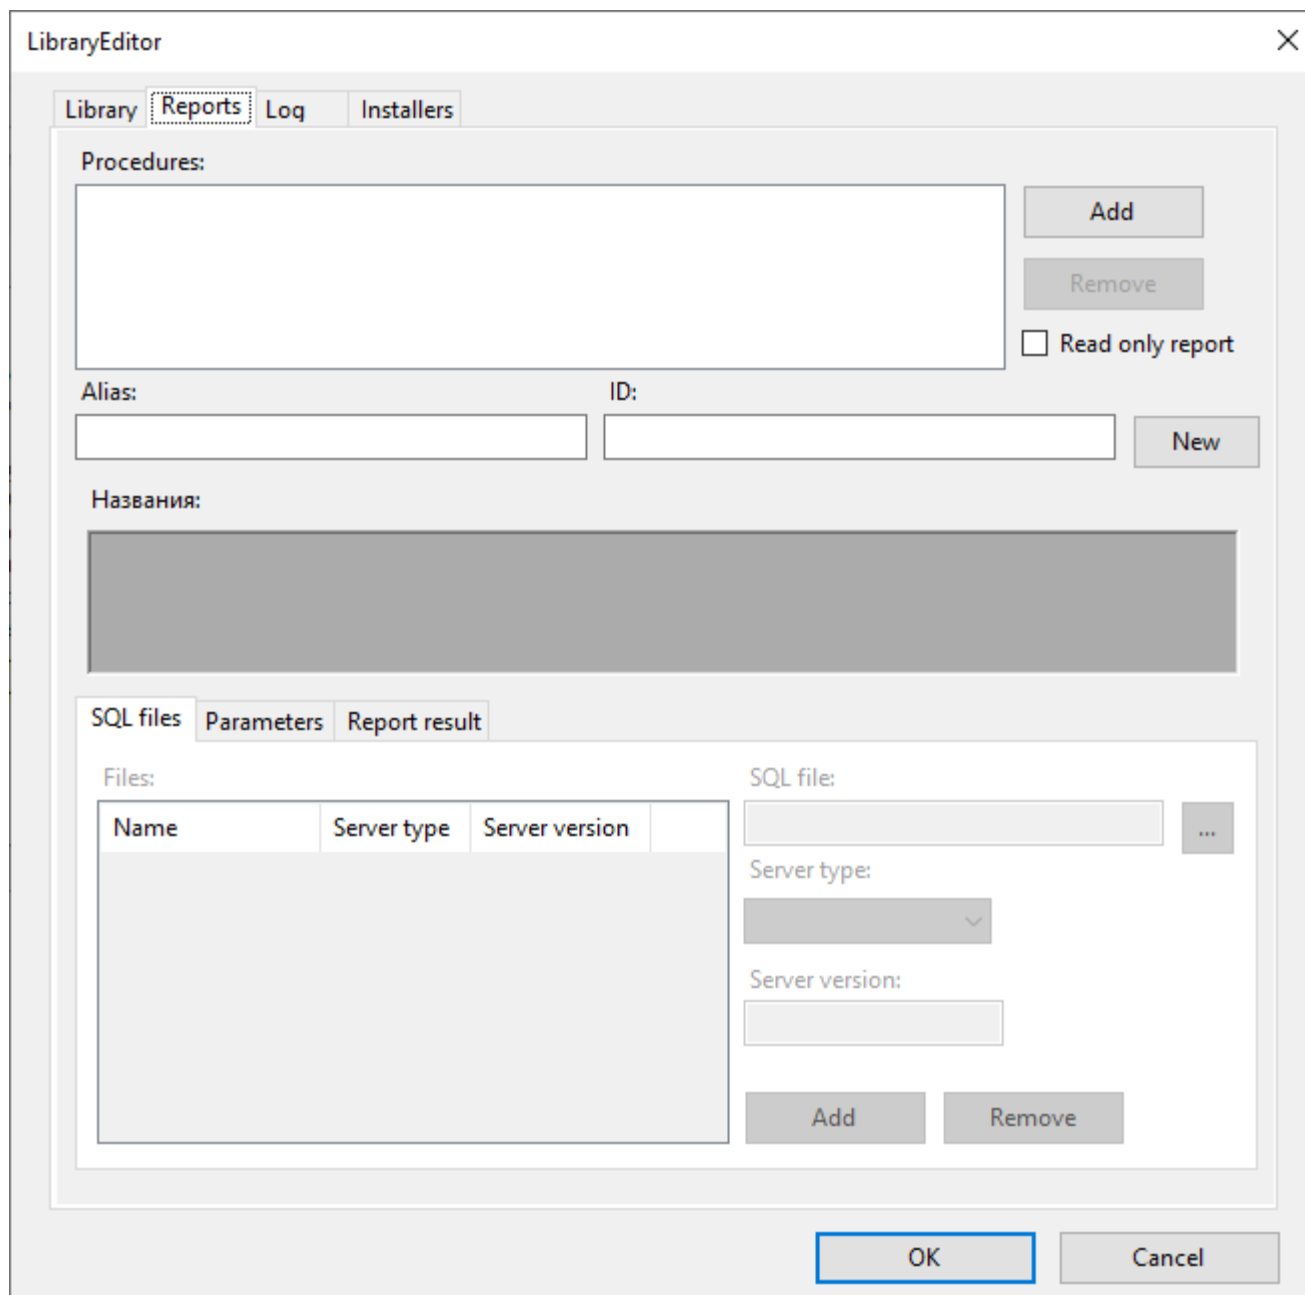 LibraryEditor
Library Reports Log Installers
Procedures:
Add
Remove
Read only report
Alias: ID:
New
Названия:
SQL files Parameters Report result
Files: SQL file:
Name Server type Server version ...
Server type:
Server version:
Add Remove
OK Cancel